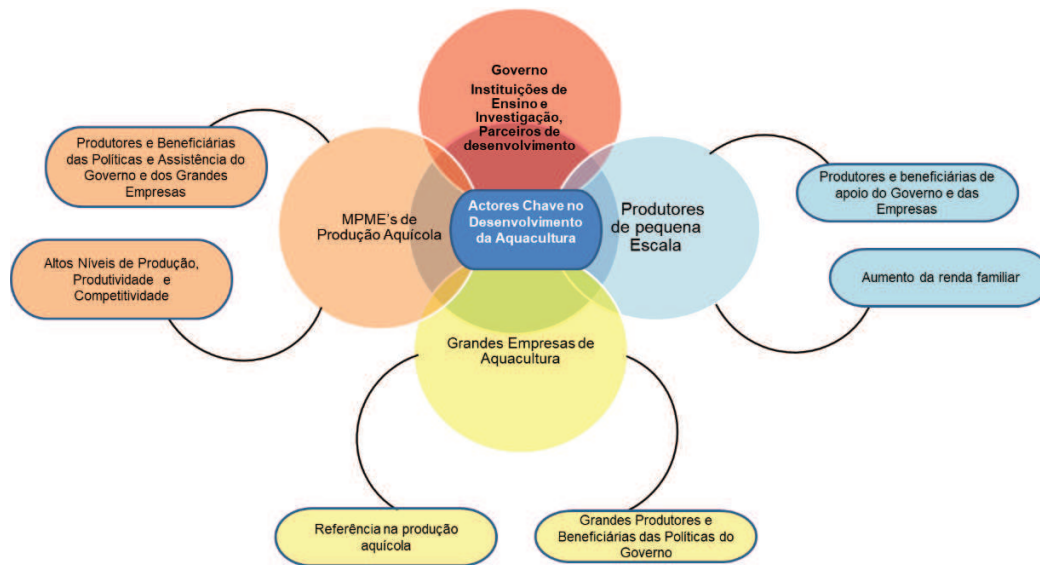 Governo
Instituições de
Ensino e
Investigação,
Parceiros de
desenvolvimento
Produtores e Beneficiárias
das Políticas e Assistência do
Governo e dos Grandes
Empresas
Altos Níveis de Produção,
Produtividade e
Competitividade
MPME's de
Produção Aquícola
Actores Chave no
Desenvolvimento
da Aquacultura
Produtores
de pequena
Escala
Produtores e beneficiárias de
apoio do Governo e das
Empresas
Aumento da renda familiar
Grandes Empresas de
Aquacultura
Referência na produção
aquícola
Grandes Produtores e
Beneficiárias das Políticas do
Governo